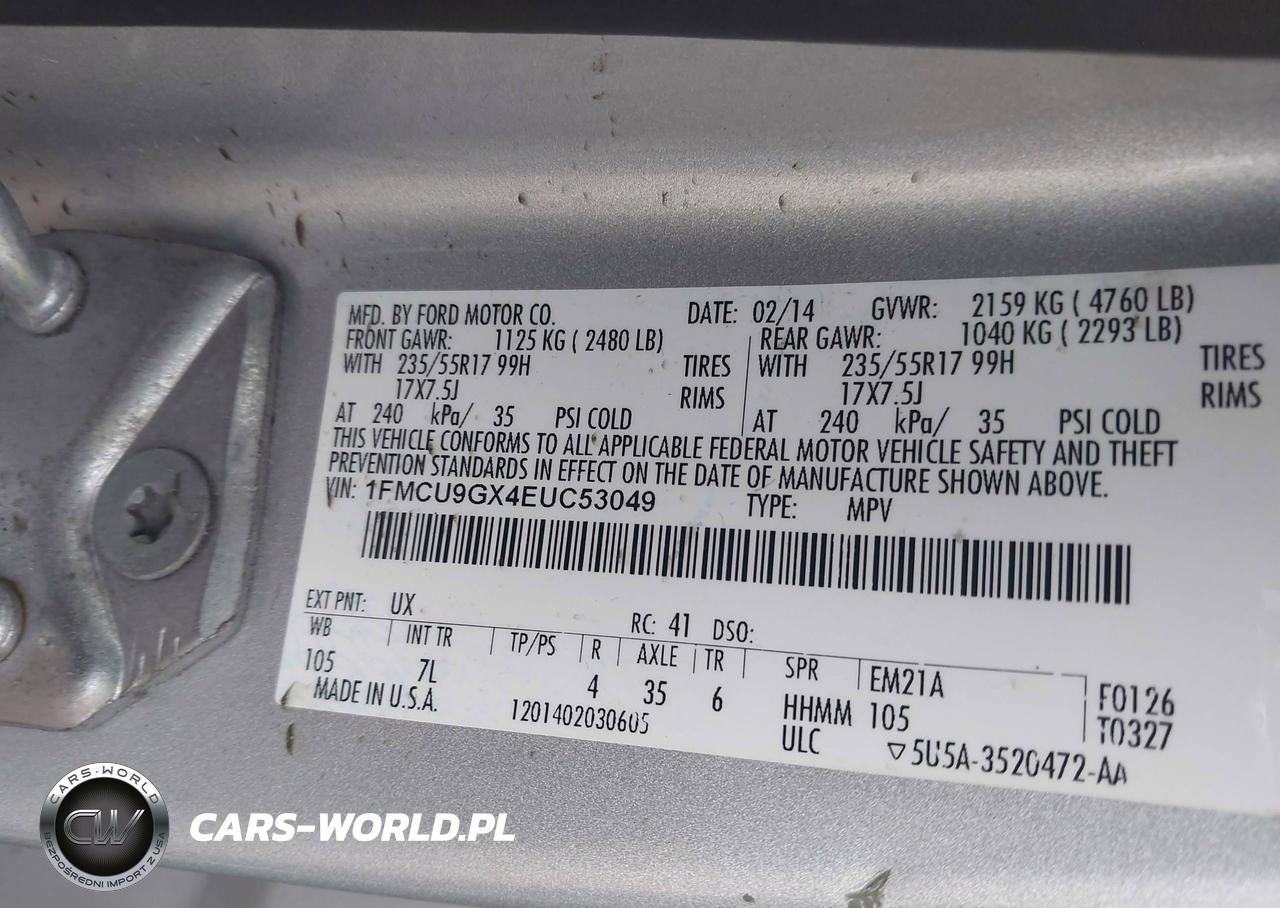 MFD. BY FORD MOTOR CO. DATE: 02/14 GVWR: 2159 KG ( 4760 LB)
FRONT GAWR: 1125 KG ( 2480 LB) REAR GAWR: 1040 KG ( 2293 LB)
WITH 235/55R17 99H TIRES WITH 235/55R17 99H TIRES
17X7.5J RIMS 17X7.5J RIMS
AT 240 kPa/ 35 PSI COLD AT 240 kPa/ 35 PSI COLD
THIS VEHICLE CONFORMS TO ALL APPLICABLE FEDERAL MOTOR VEHICLE SAFETY AND THEFT
PREVENTION STANDARDS IN EFFECT ON THE DATE OF MANUFACTURE SHOWN ABOVE.
VIN: 1FMCU9GX4EUC53049 TYPE: MPV
EXT PNT: UX RC: 41 DSO:
WB INT TR TP/PS R AXLE TR SPR EM21A F0126
105 7L 4 35 6 HHMM 105 T0327
MADE IN U.S.A. 1201402030605 ULC ▽5U5A-3520472-AA
CARS-WORLD
CW
BEZPOŚREDNI IMPORT Z USA
CARS-WORLD.PL